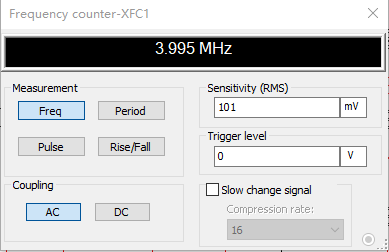 Frequency counter-XFC1
3.995 MHz
Measurement
Freq
Period
Pulse
Rise/Fall
Coupling
AC
DC
Sensitivity (RMS)
101
mV
Trigger level
0
V
Slow change signal
Compression rate:
16